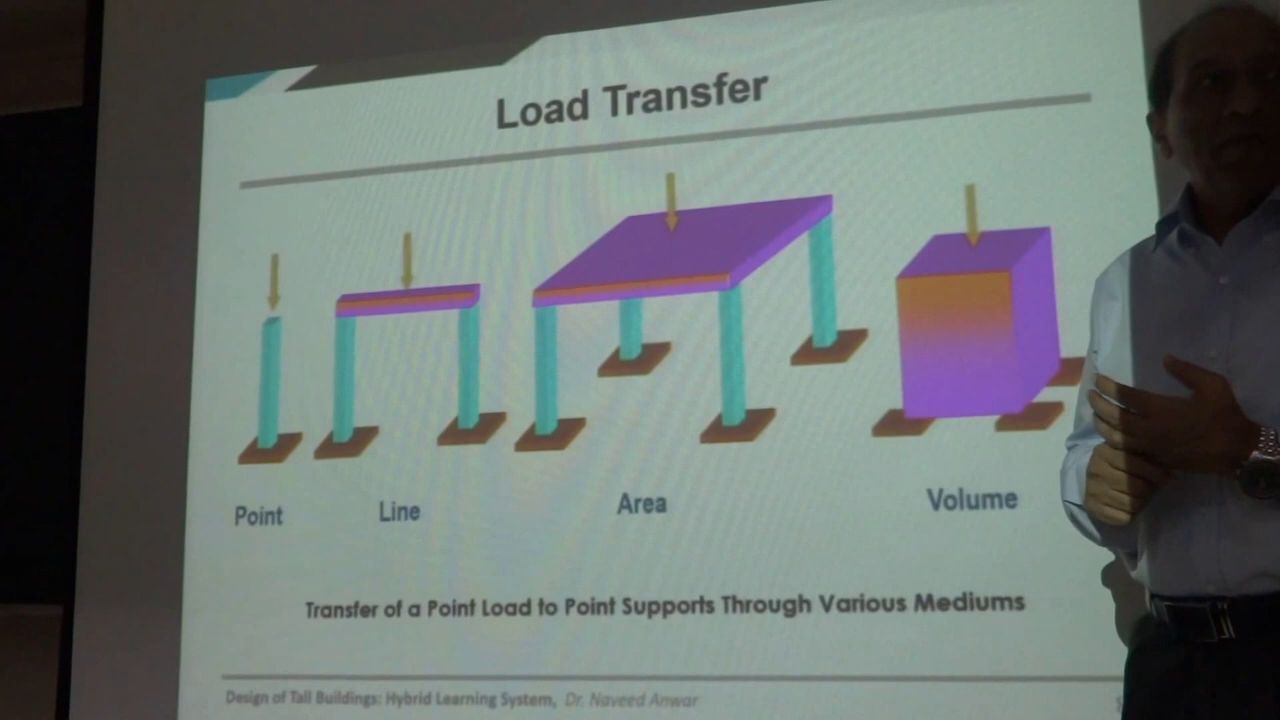 Load Transfer
Point
Line
Area
Volume
Transfer of a Point Load to Point Supports Through Various Mediums
Design of Tall Buildings: Hybrid Learning System, Dr. Naveed Anwar